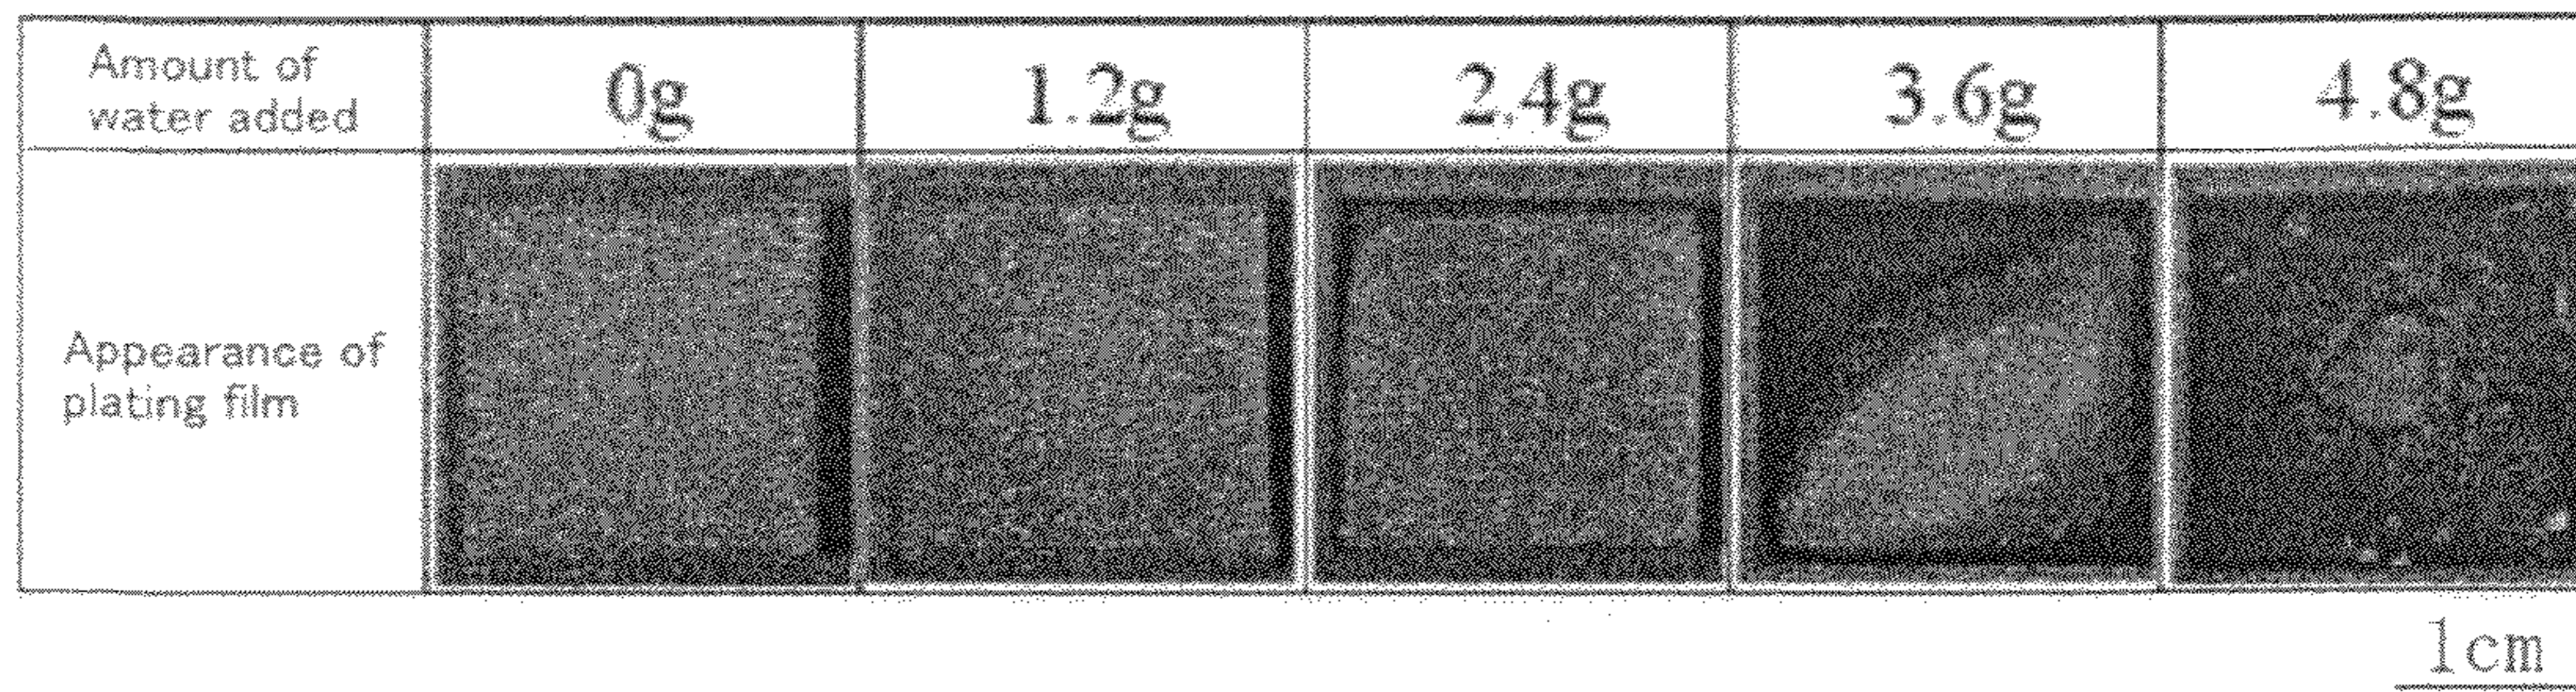 Amount of
water added
0g
1.2g
2.4g
3.6g
4.8g
Appearance of
plating film
1cm